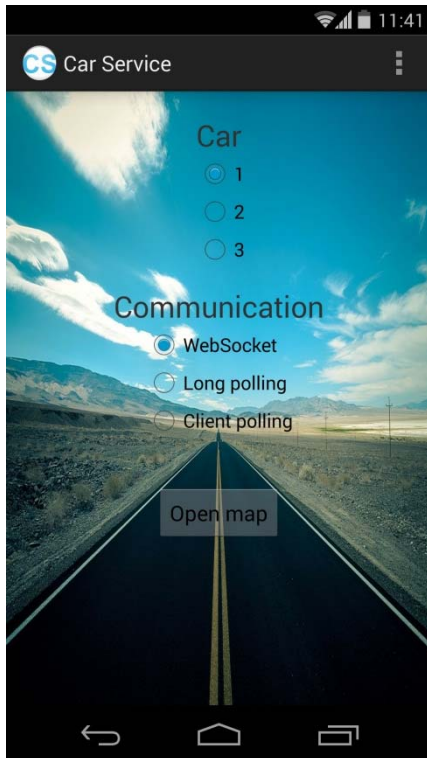 11:41
CS Car Service
Car
1
2
3
Communication
WebSocket
Long polling
Client polling
Open map